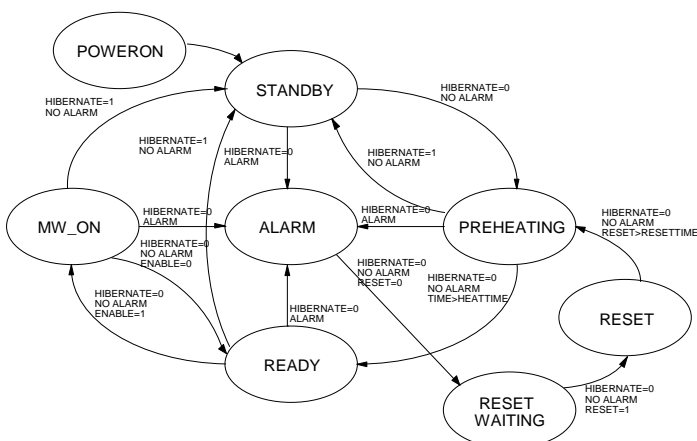 POWERON
STANDBY
HIBERNATE=0
NO ALARM
HIBERNATE=1
NO ALARM
HIBERNATE=1
NO ALARM
HIBERNATE=0
ALARM
HIBERNATE=1
NO ALARM
MW_ON
HIBERNATE=0
ALARM
ALARM
HIBERNATE=0
ALARM
PREHEATING
HIBERNATE=0
NO ALARM
RESET>RESETTIME
HIBERNATE=0
NO ALARM
ENABLE=0
HIBERNATE=0
NO ALARM
RESET=0
HIBERNATE=0
NO ALARM
TIME>HEATTIME
HIBERNATE=0
NO ALARM
ENABLE=1
HIBERNATE=0
ALARM
RESET
READY
RESET
WAITING
HIBERNATE=0
NO ALARM
RESET=1